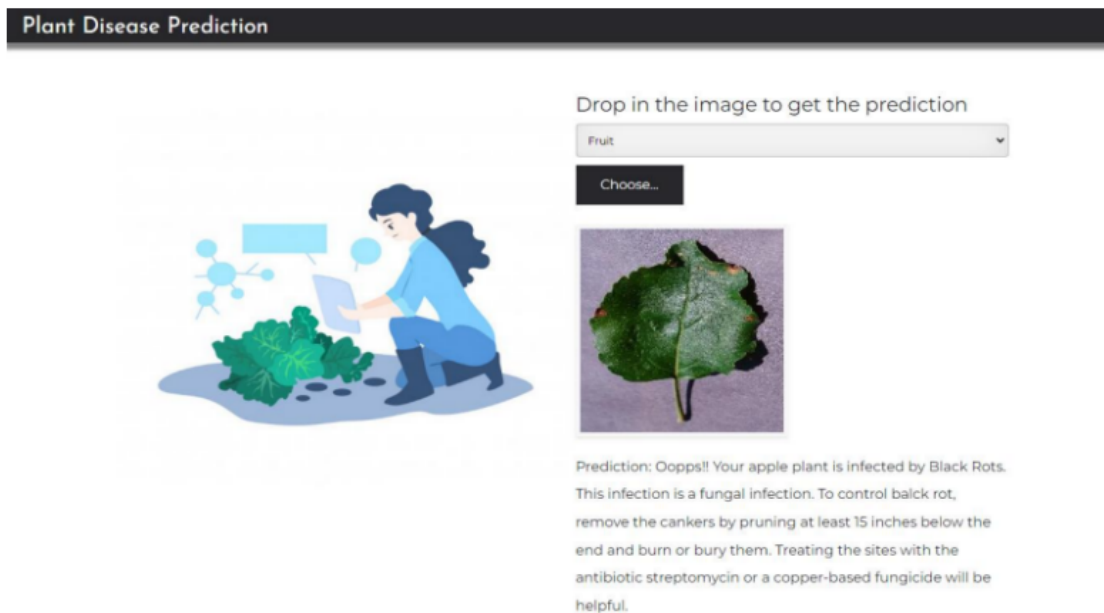 Plant Disease Prediction
Drop in the image to get the prediction
Fruit
Choose...
Prediction: Oopps!! Your apple plant is infected by Black Rots.
This infection is a fungal infection. To control balck rot,
remove the cankers by pruning at least 15 inches below the
end and burn or bury them. Treating the sites with the
antibiotic streptomycin or a copper-based fungicide will be
helpful.